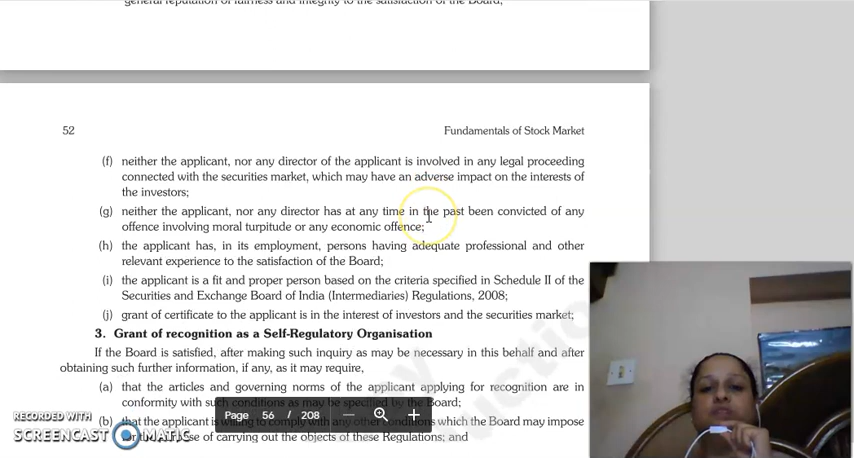 general reputation of fairness and integrity to the satisfaction of the Board;
52 Fundamentals of Stock Market
(f) neither the applicant, nor any director of the applicant is involved in any legal proceeding
connected with the securities market, which may have an adverse impact on the interests of
the investors;
(g) neither the applicant, nor any director has at any time in the past been convicted of any
offence involving moral turpitude or any economic offence;
(h) the applicant has, in its employment, persons having adequate professional and other
relevant experience to the satisfaction of the Board;
(i) the applicant is a fit and proper person based on the criteria specified in Schedule II of the
Securities and Exchange Board of India (Intermediaries) Regulations, 2008;
(j) grant of certificate to the applicant is in the interest of investors and the securities market;
3. Grant of recognition as a Self-Regulatory Organisation
If the Board is satisfied, after making such inquiry as may be necessary in this behalf and after
obtaining such further information, if any, as it may require,
(a) that the articles and governing norms of the applicant applying for recognition are in
conformity with such conditions as may be specified by the Board;
(b) that the applicant is willing to comply with any other conditions which the Board may impose
for the purpose of carrying out the objects of these Regulations; and
Page 56 / 208
RECORDED WITH
SCREENCAST MATIC